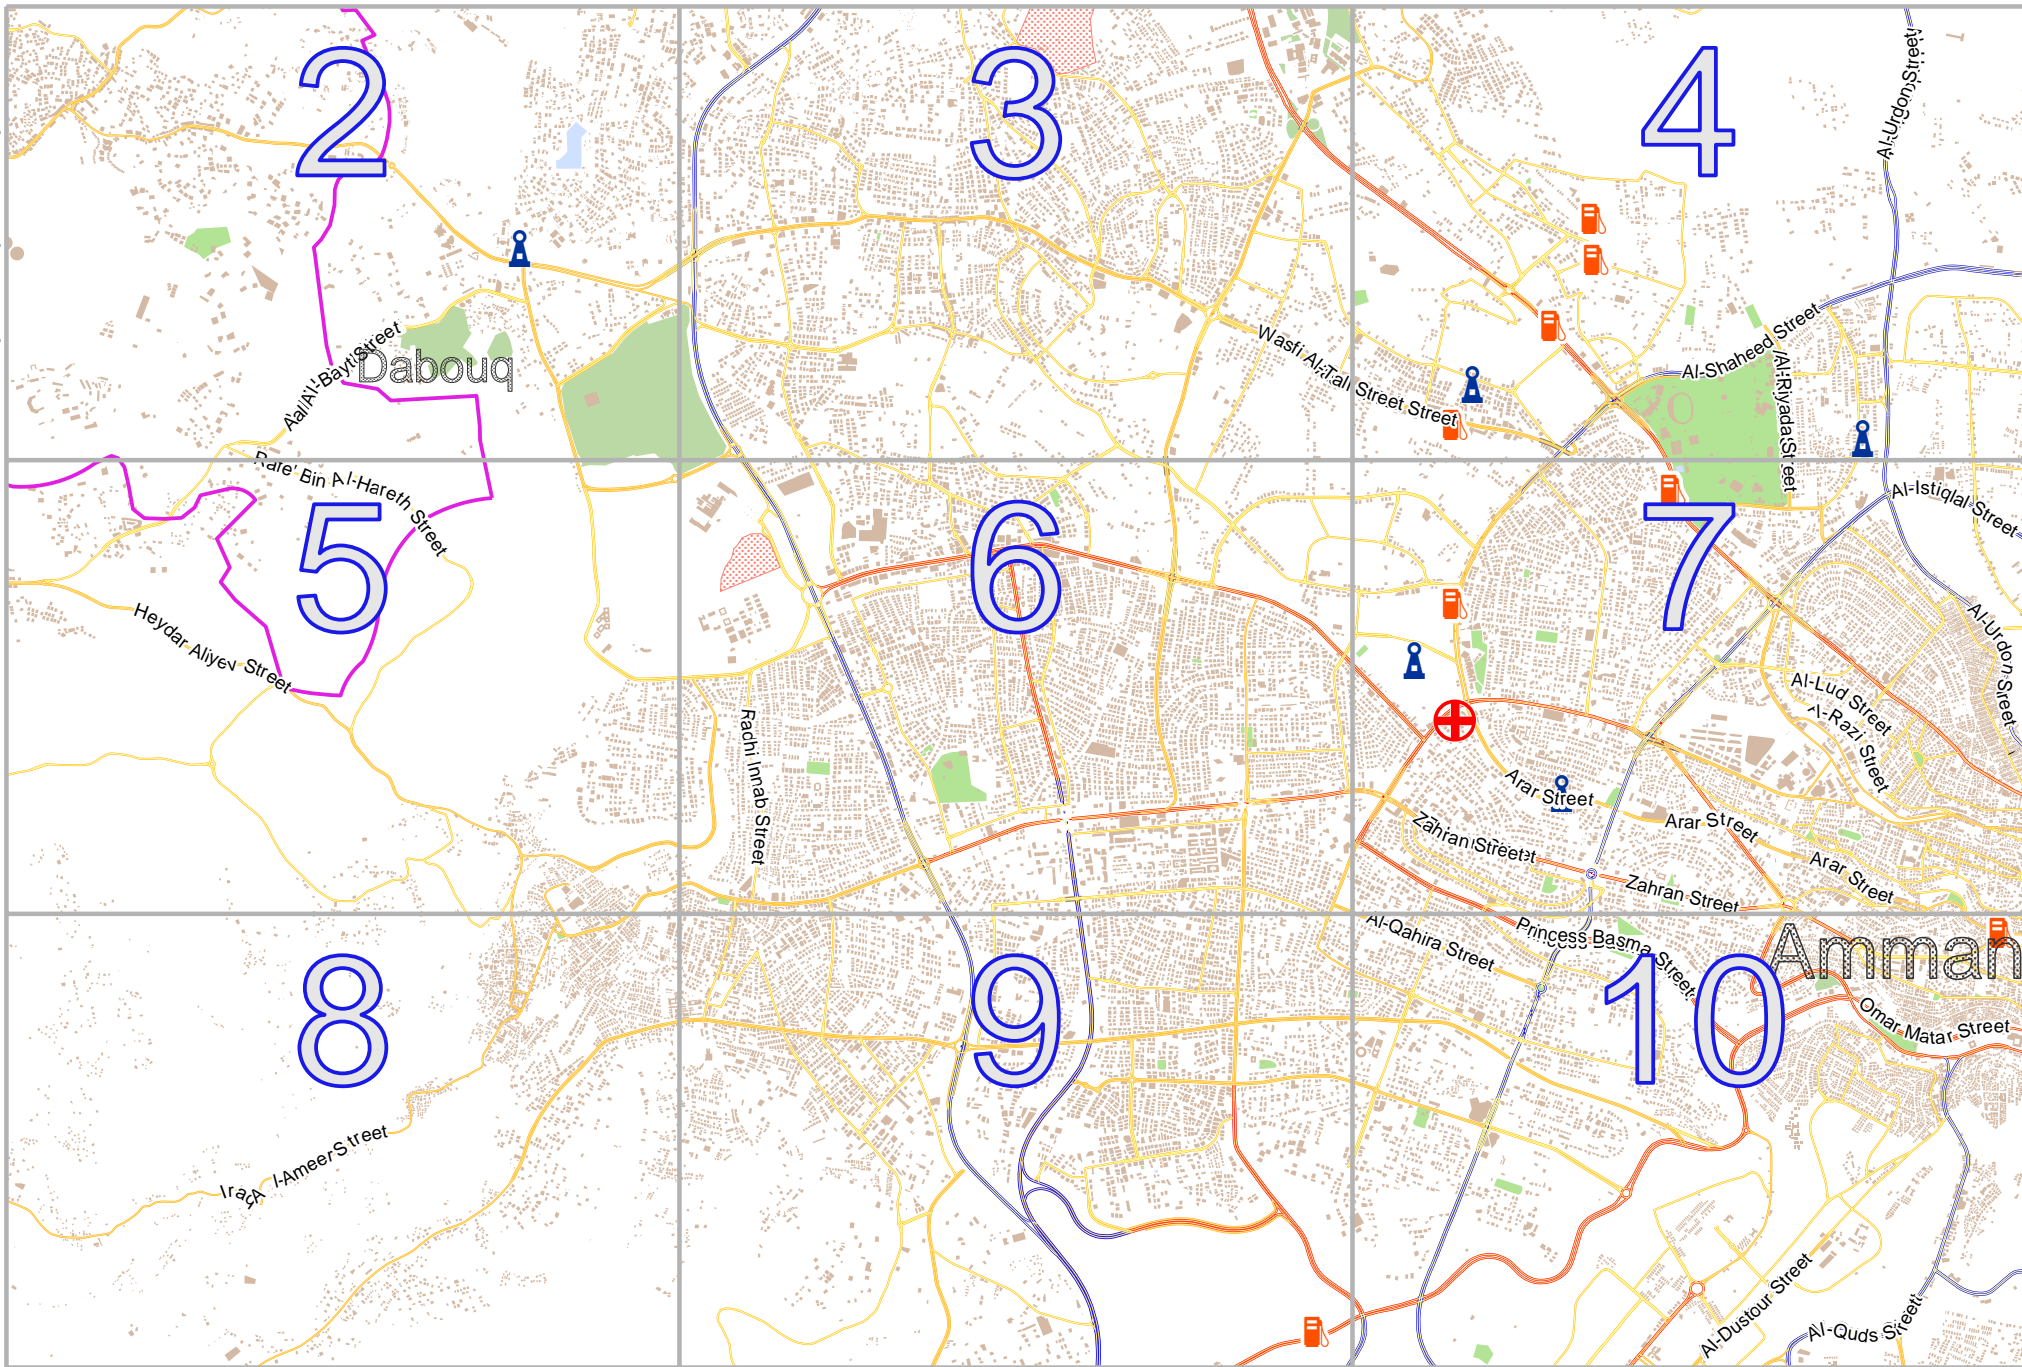 2
3
4
Al-Urdon Street
Al-Shaheed Street
Al-Riyada Street
Wasfi Al-Tall Street Street
Aal Al-Bayt Street
Dabouq
5
6
7
Rafe' Bin Al-Hareth Street
Heydar Aliyev Street
Al-Istiqlal Street
Al-Urdon Street
Al-Lud Street
Al-Razi Street
Radhi Innab Street
Arar Street
Arar Street
Arar Street
Zahran Street
Zahran Street
8
9
10
Al-Qahira Street
Princess Basma Street
Amman
Omar Matar Street
Iraq Al-Ameer Street
Al-Dustour Street
Al-Quds Street